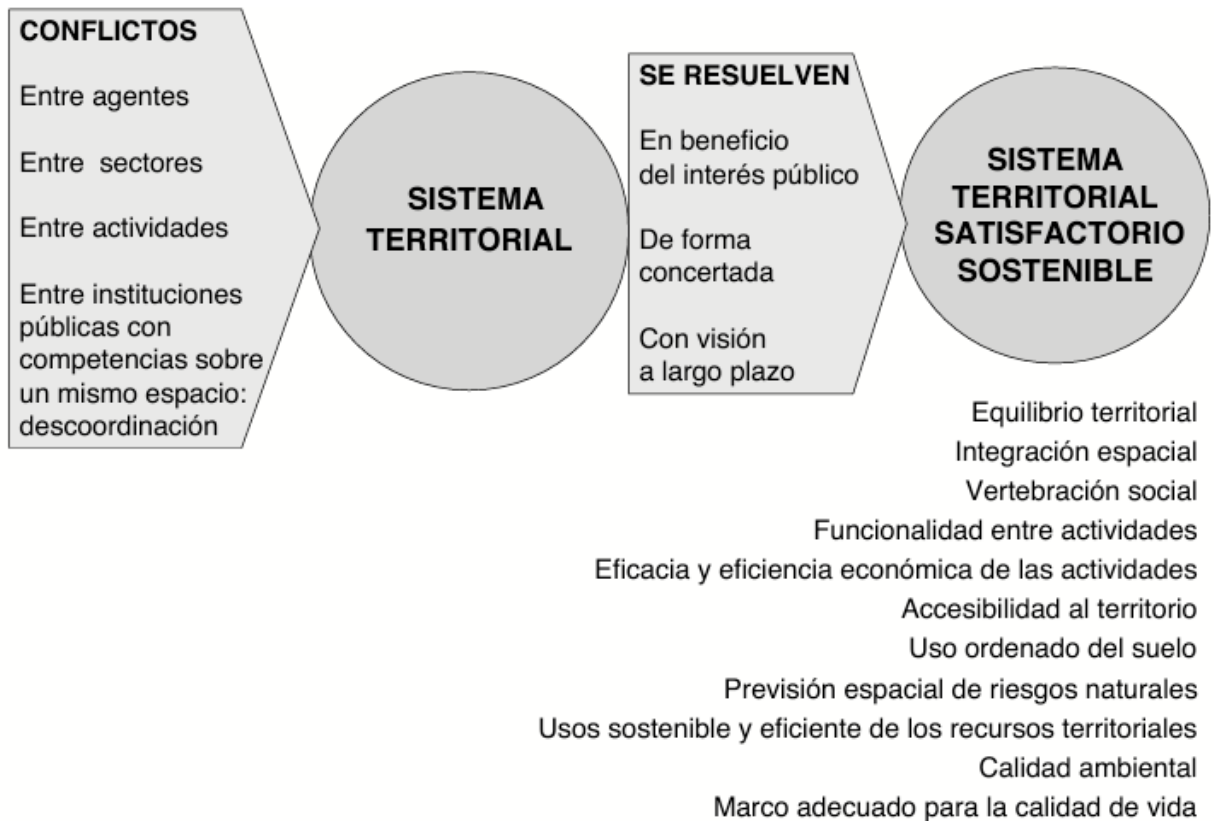 CONFLICTOS
Entre agentes
Entre sectores
Entre actividades
Entre instituciones
públicas con
competencias sobre
un mismo espacio:
descoordinación
SISTEMA
TERRITORIAL
SE RESUELVEN
En beneficio
del interés público
De forma
concertada
Con visión
a largo plazo
SISTEMA
TERRITORIAL
SATISFACTORIO
SOSTENIBLE
Equilibrio territorial
Integración espacial
Vertebración social
Funcionalidad entre actividades
Eficacia y eficiencia económica de las actividades
Accesibilidad al territorio
Uso ordenado del suelo
Previsión espacial de riesgos naturales
Usos sostenible y eficiente de los recursos territoriales
Calidad ambiental
Marco adecuado para la calidad de vida